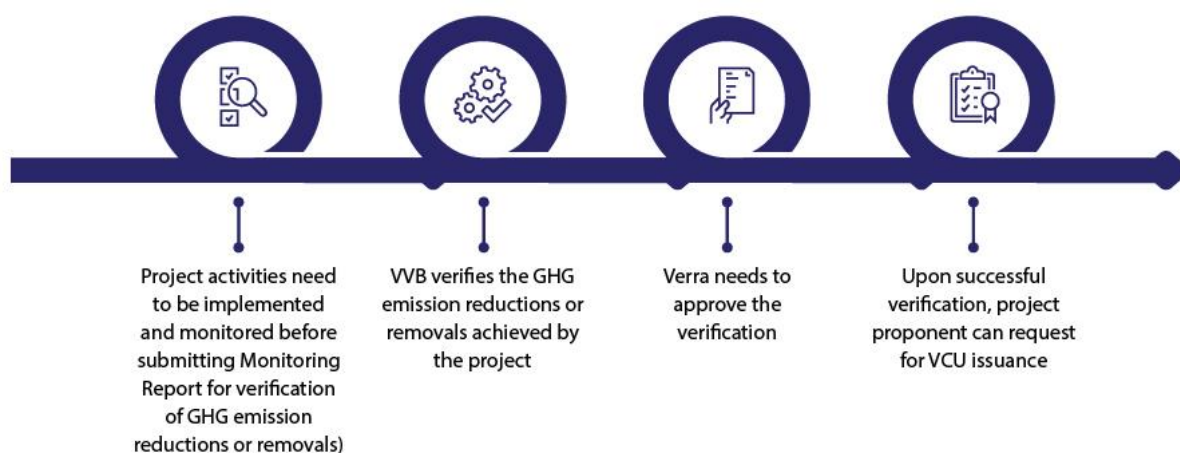 Project activities need
to be implemented
and monitored before
submitting Monitoring
Report for verification
of GHG emission
reductions or removals)
VVB verifies the GHG
emission reductions or
removals achieved by
the project
Verra needs to
approve the
verification
Upon successful
verification, project
proponent can request
for VCU issuance